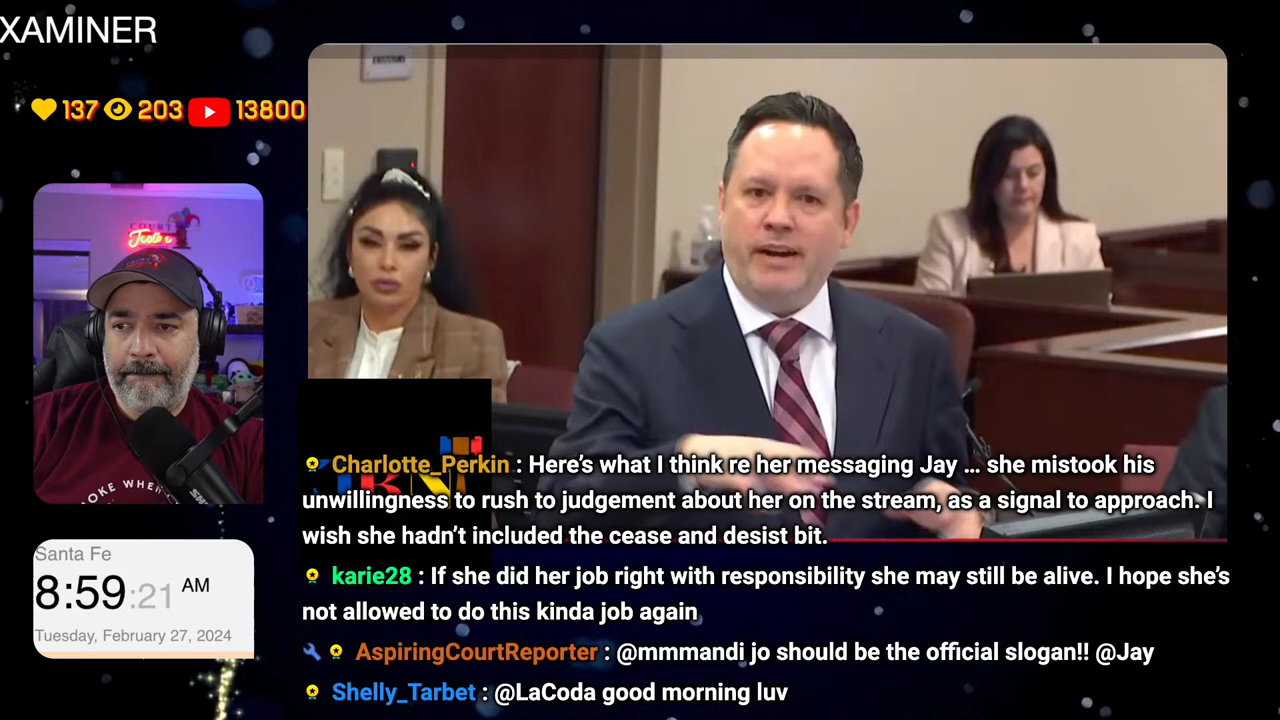 XAMINER
137 203 13800
Santa Fe
8:59:21 AM
Tuesday, February 27, 2024
Charlotte_Perkin : Here’s what I think re her messaging Jay … she mistook his
unwillingness to rush to judgement about her on the stream, as a signal to approach. I
wish she hadn’t included the cease and desist bit.
karie28 : If she did her job right with responsibility she may still be alive. I hope she’s
not allowed to do this kinda job again
AspiringCourtReporter : @mmmandi jo should be the official slogan!! @Jay
Shelly_Tarbet : @LaCoda good morning luv